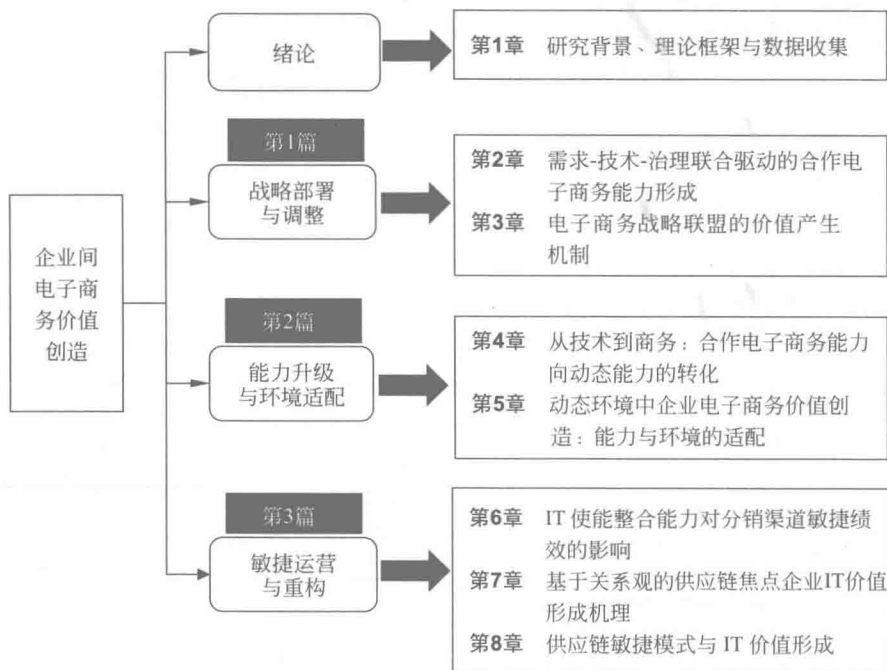 企业间
电子商
务价值
创造
绪论
第1章 研究背景、理论框架与数据收集
第1篇
战略部署
与调整
第2章 需求-技术-治理联合驱动的合作电
子商务能力形成
第3章 电子商务战略联盟的价值产生
机制
第2篇
能力升级
与环境适配
第4章 从技术到商务：合作电子商务能力
向动态能力的转化
第5章 动态环境中企业电子商务价值创
造：能力与环境的适配
第3篇
敏捷运营
与重构
第6章 IT 使能整合能力对分销渠道敏捷绩
效的影响
第7章 基于关系观的供应链焦点企业IT价值
形成机理
第8章 供应链敏捷模式与 IT 价值形成